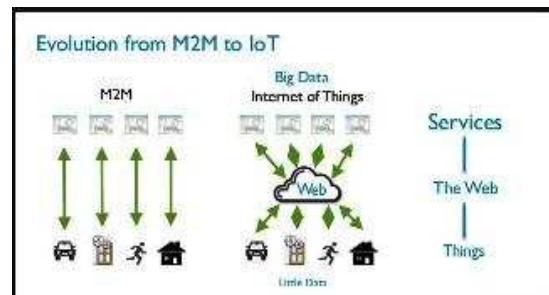 Evolution from M2M to IoT
M2M
Big Data
Internet of Things
Web
Little Data
Services
The Web
Things